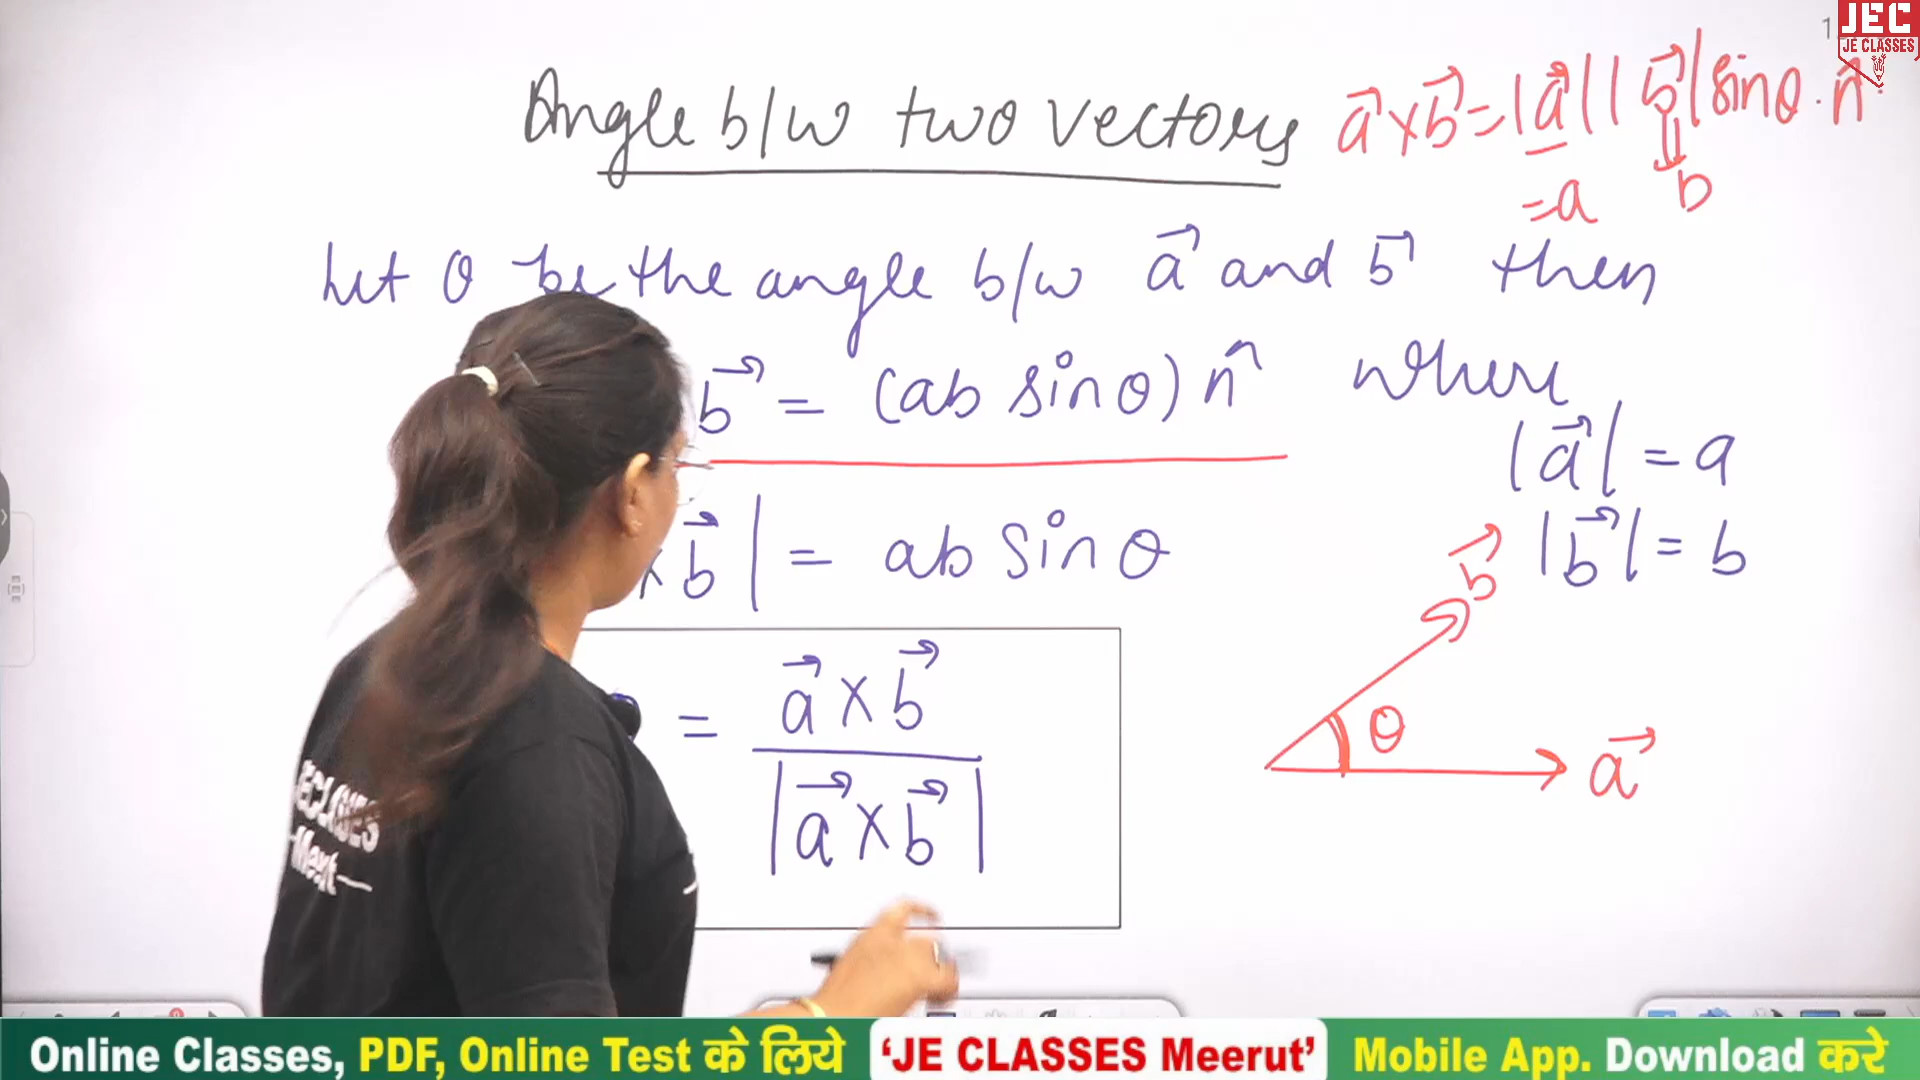 JEC
JE CLASSES
1
Angle b/w two vectors
a⃗ × b⃗ = |a⃗| |b⃗| sinθ · n̂
= a b
Let θ be the angle b/w a⃗ and b⃗ then
b⃗ = (ab sinθ) n̂ where
|a⃗| = a
× b⃗ | = ab sinθ
|b⃗| = b
b⃗
= a⃗ × b⃗
|a⃗ × b⃗|
θ
a⃗
Online Classes, PDF, Online Test के लिये 'JE CLASSES Meerut' Mobile App. Download करे